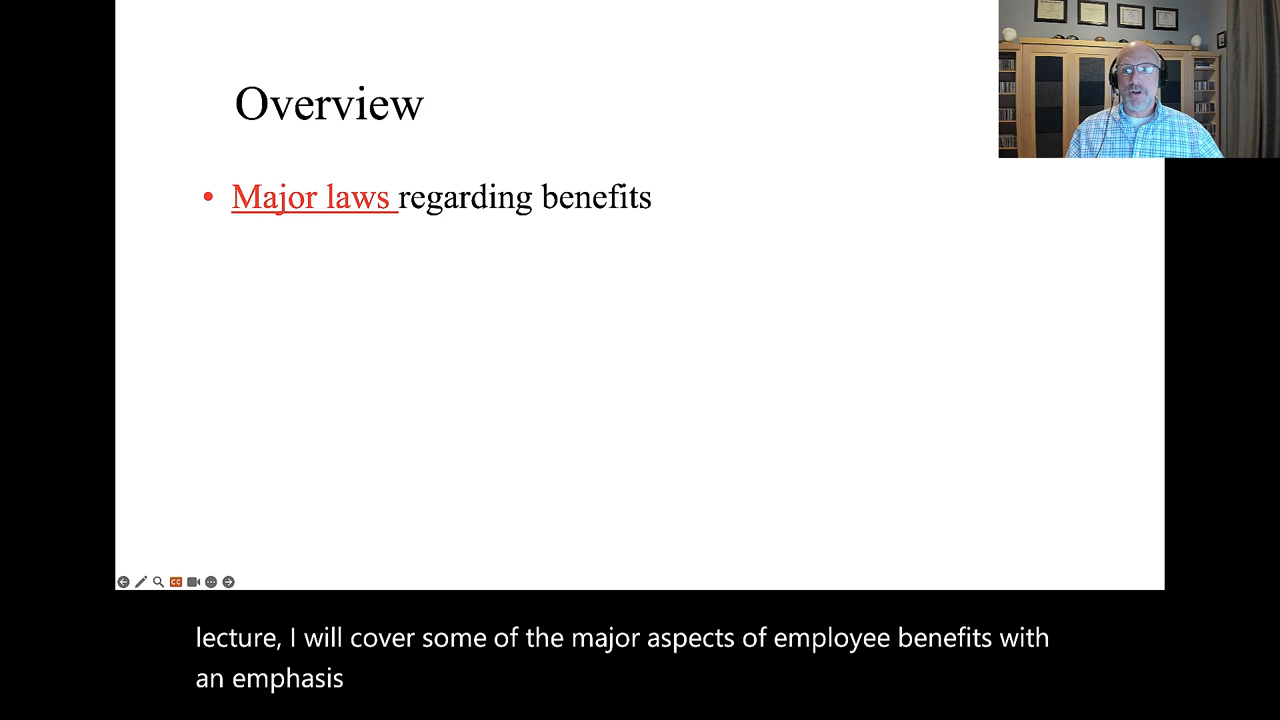 Overview
• Major laws regarding benefits
CC
lecture, I will cover some of the major aspects of employee benefits with
an emphasis